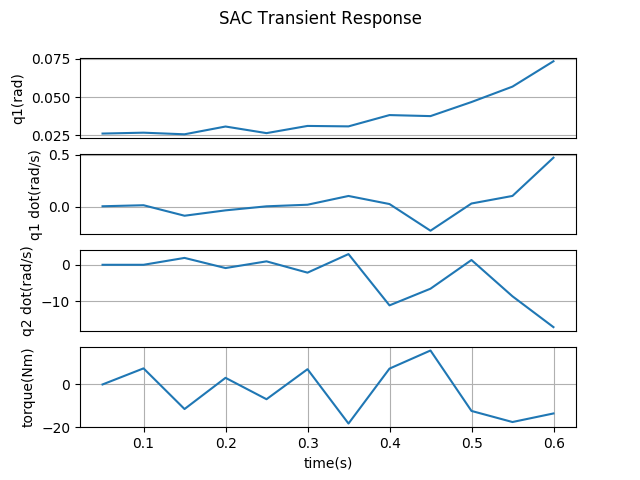 SAC Transient Response
q1(rad)
0.075
0.050
0.025
q1 dot(rad/s)
0.5
0.0
q2 dot(rad/s)
0
−10
torque(Nm)
0
−20
0.1 0.2 0.3 0.4 0.5 0.6
time(s)